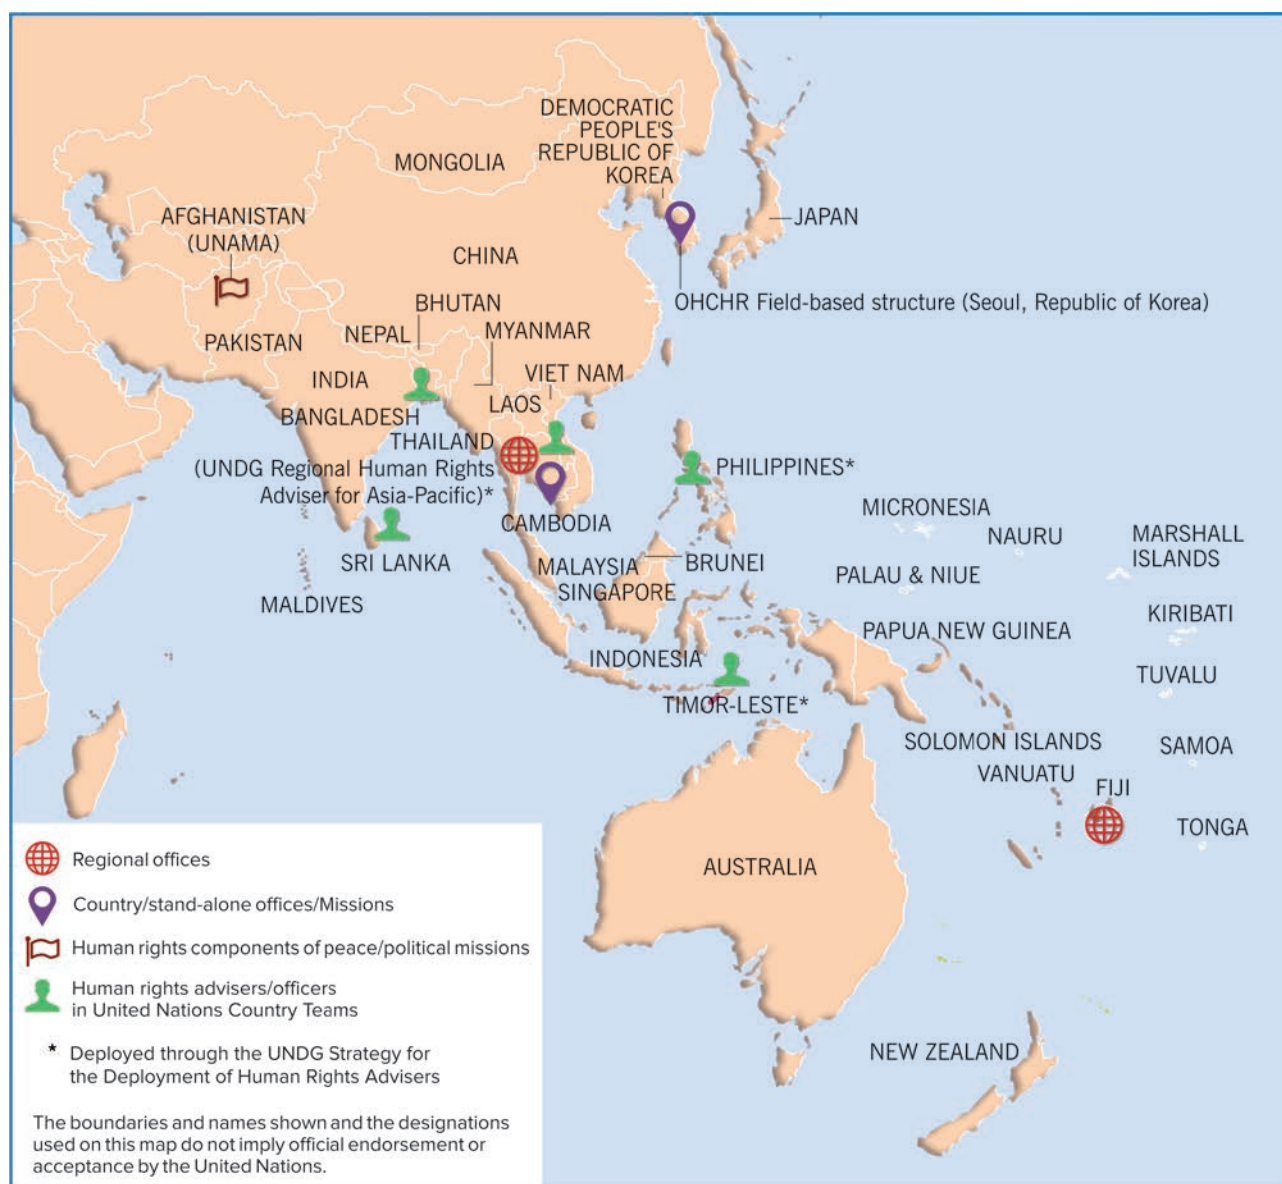 DEMOCRATIC
PEOPLE'S
REPUBLIC OF
KOREA
MONGOLIA
AFGHANISTAN
(UNAMA)
JAPAN
CHINA
OHCHR Field-based structure (Seoul, Republic of Korea)
BHUTAN
NEPAL
MYANMAR
PAKISTAN
INDIA
VIET NAM
LAOS
BANGLADESH
THAILAND
(UNDG Regional Human Rights
Adviser for Asia-Pacific)*
PHILIPPINES*
CAMBODIA
SRI LANKA
MALDIVES
MALAYSIA
BRUNEI
SINGAPORE
MICRONESIA
NAURU
MARSHALL
ISLANDS
PALAU & NIUE
KIRIBATI
PAPUA NEW GUINEA
INDONESIA
TUVALU
TIMOR-LESTE*
SOLOMON ISLANDS
SAMOA
VANUATU
FIJI
TONGA
AUSTRALIA
NEW ZEALAND
Regional offices
Country/stand-alone offices/Missions
Human rights components of peace/political missions
Human rights advisers/officers
in United Nations Country Teams
* Deployed through the UNDG Strategy for
the Deployment of Human Rights Advisers
The boundaries and names shown and the designations
used on this map do not imply official endorsement or
acceptance by the United Nations.